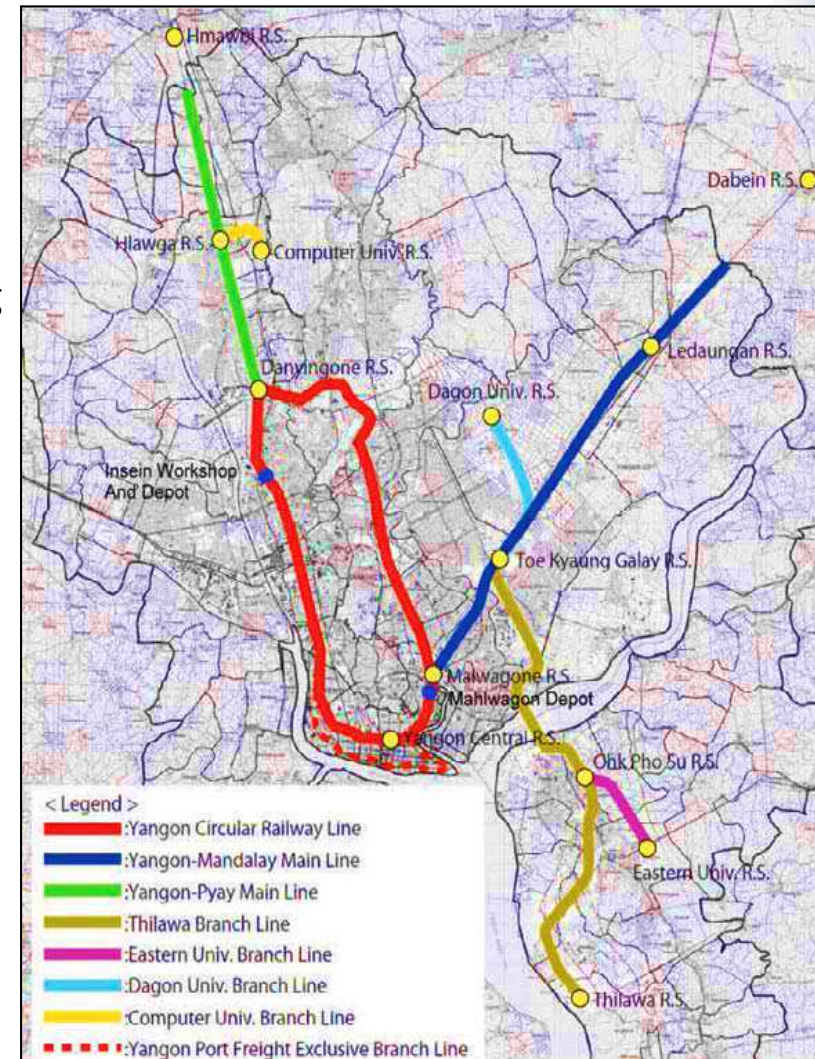 Hmawbi R.S.
Dabein R.S.
Hlawga R.S.
Computer Univ. R.S.
Ledaungan R.S.
Danyingone R.S.
Dagon Univ. R.S.
Insein Workshop
And Depot
Toe Kyaung Galay R.S.
Malwagone R.S.
Mahlwagon Depot
Yangon Central R.S.
Ohk Pho Su R.S.
Eastern Univ. R.S.
Thilawa R.S.
< Legend >
:Yangon Circular Railway Line
:Yangon-Mandalay Main Line
:Yangon-Pyay Main Line
:Thilawa Branch Line
:Eastern Univ. Branch Line
:Dagon Univ. Branch Line
:Computer Univ. Branch Line
:Yangon Port Freight Exclusive Branch Line